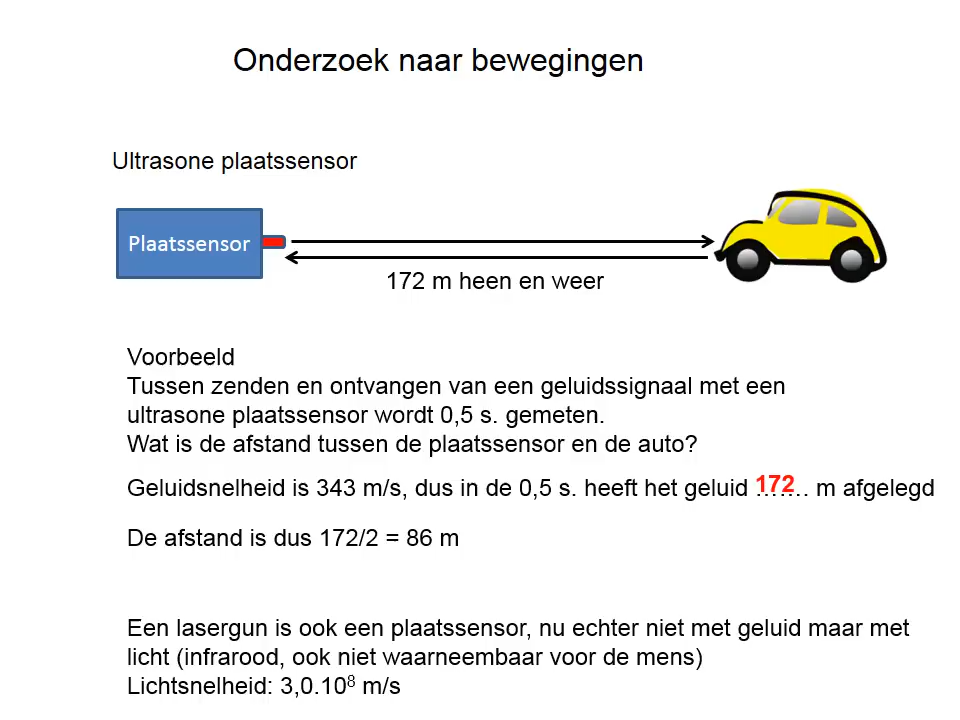 Onderzoek naar bewegingen
Ultrasone plaatssensor
Plaatssensor
172 m heen en weer
Voorbeeld
Tussen zenden en ontvangen van een geluidssignaal met een
ultrasone plaatssensor wordt 0,5 s. gemeten.
Wat is de afstand tussen de plaatssensor en de auto?
Geluidsnelheid is 343 m/s, dus in de 0,5 s. heeft het geluid 172 m afgelegd
De afstand is dus 172/2 = 86 m
Een lasergun is ook een plaatssensor, nu echter niet met geluid maar met
licht (infrarood, ook niet waarneembaar voor de mens)
Lichtsnelheid: 3,0.10⁸ m/s